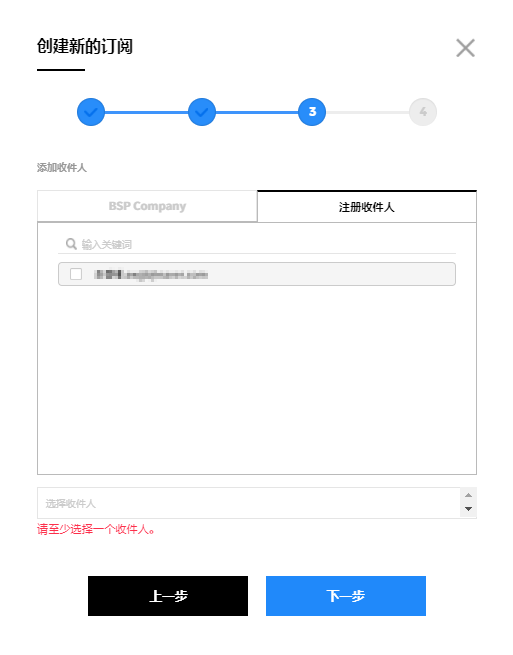 创建新的订阅
3
4
添加收件人
BSP Company
注册收件人
输入关键词
选择收件人
请至少选择一个收件人。
上一步
下一步